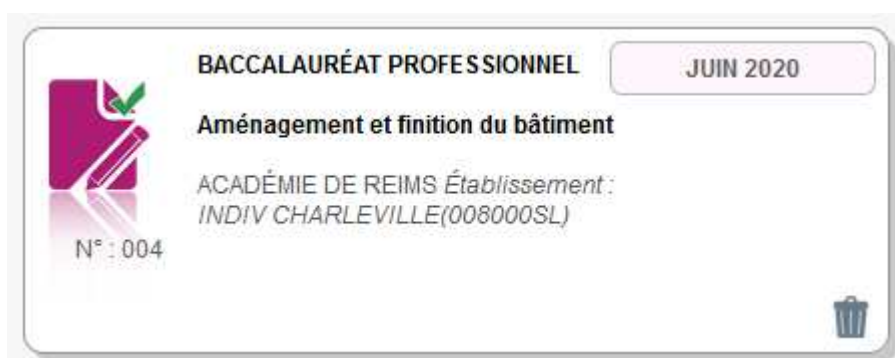 BACCALAURÉAT PROFESSIONNEL
JUIN 2020
Aménagement et finition du bâtiment
ACADÉMIE DE REIMS Établissement :
INDIV CHARLEVILLE(008000SL)
N° : 004